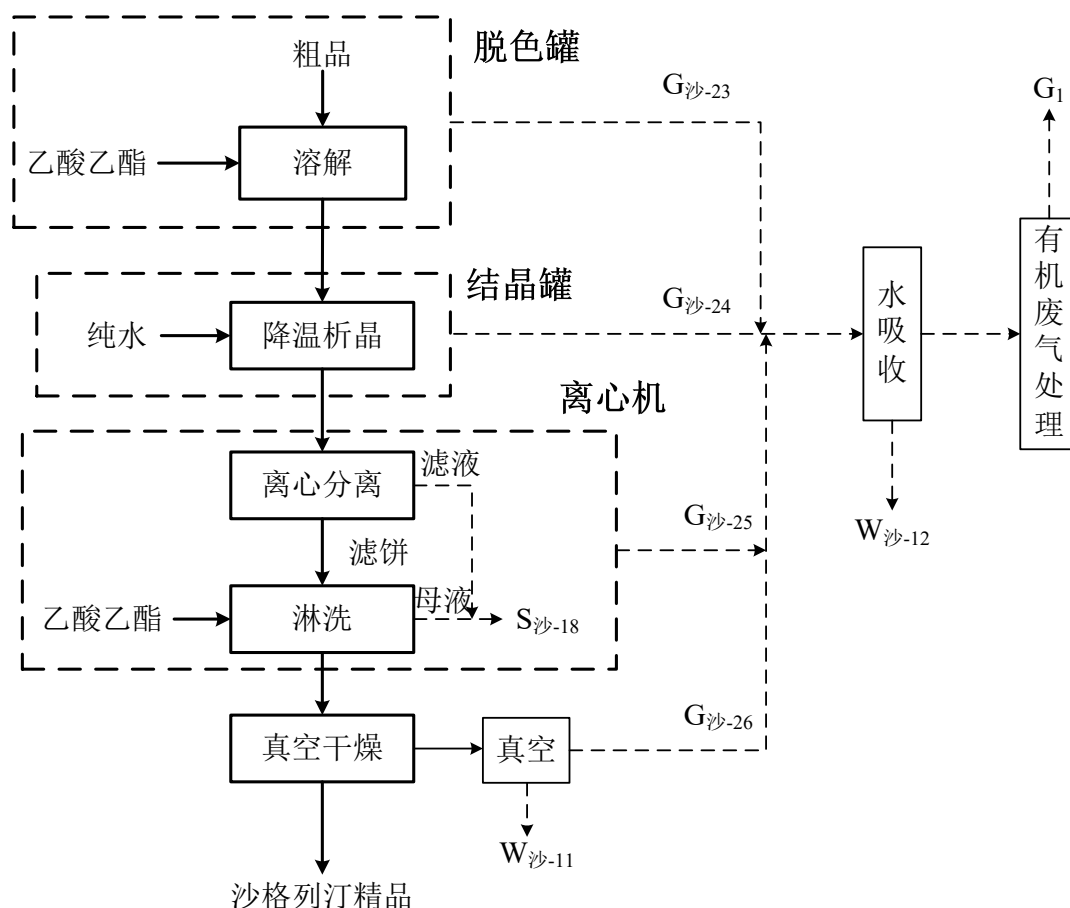 脱色罐
粗品
G沙-23
G1
乙酸乙酯
溶解
有机废气处理
结晶罐
G沙-24
水吸收
纯水
降温析晶
离心机
离心分离
滤液
G沙-25
W沙-12
滤饼
乙酸乙酯
淋洗
母液
S沙-18
G沙-26
真空干燥
真空
W沙-11
沙格列汀精品